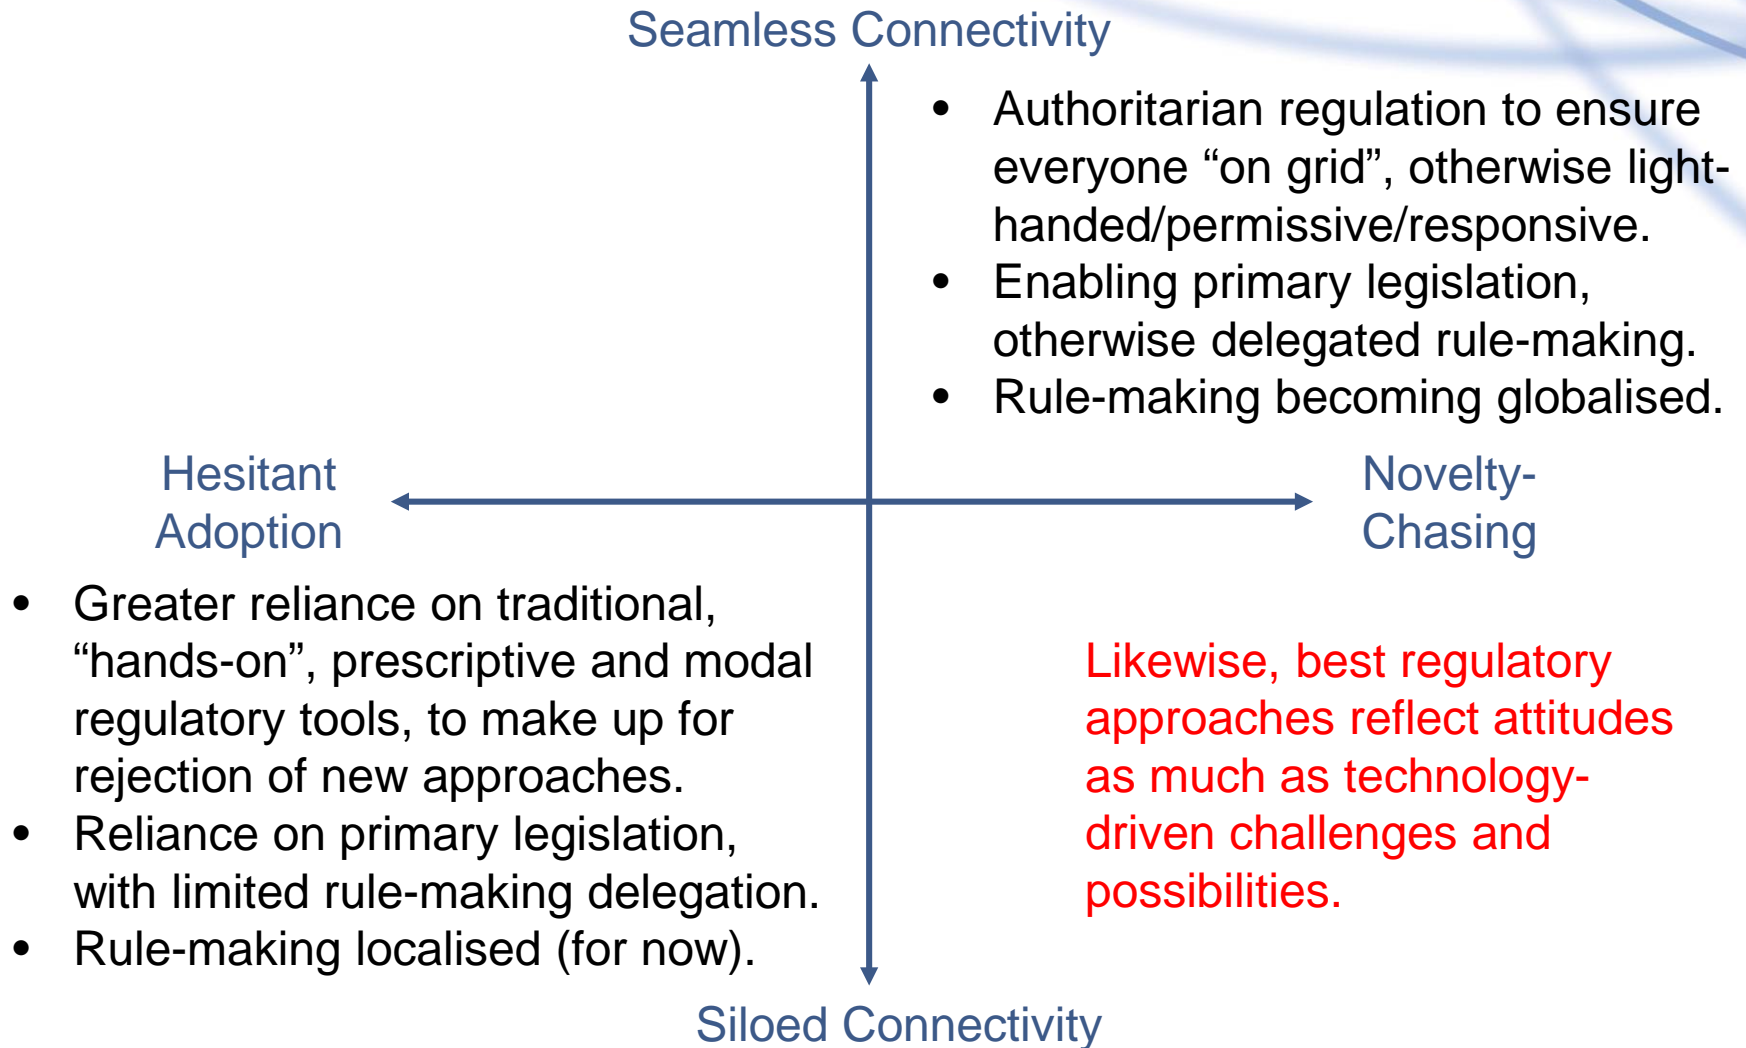 Seamless Connectivity
• Authoritarian regulation to ensure
everyone “on grid”, otherwise light-
handed/permissive/responsive.
• Enabling primary legislation,
otherwise delegated rule-making.
• Rule-making becoming globalised.
Hesitant
Adoption
Novelty-
Chasing
• Greater reliance on traditional,
“hands-on”, prescriptive and modal
regulatory tools, to make up for
rejection of new approaches.
• Reliance on primary legislation,
with limited rule-making delegation.
• Rule-making localised (for now).
Likewise, best regulatory
approaches reflect attitudes
as much as technology-
driven challenges and
possibilities.
Siloed Connectivity